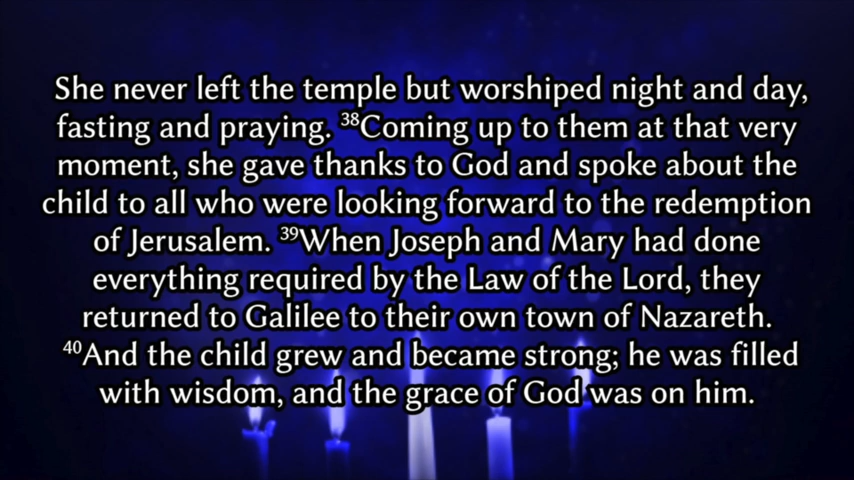 She never left the temple but worshiped night and day,
fasting and praying. ³⁸Coming up to them at that very
moment, she gave thanks to God and spoke about the
child to all who were looking forward to the redemption
of Jerusalem. ³⁹When Joseph and Mary had done
everything required by the Law of the Lord, they
returned to Galilee to their own town of Nazareth.
⁴⁰And the child grew and became strong; he was filled
with wisdom, and the grace of God was on him.